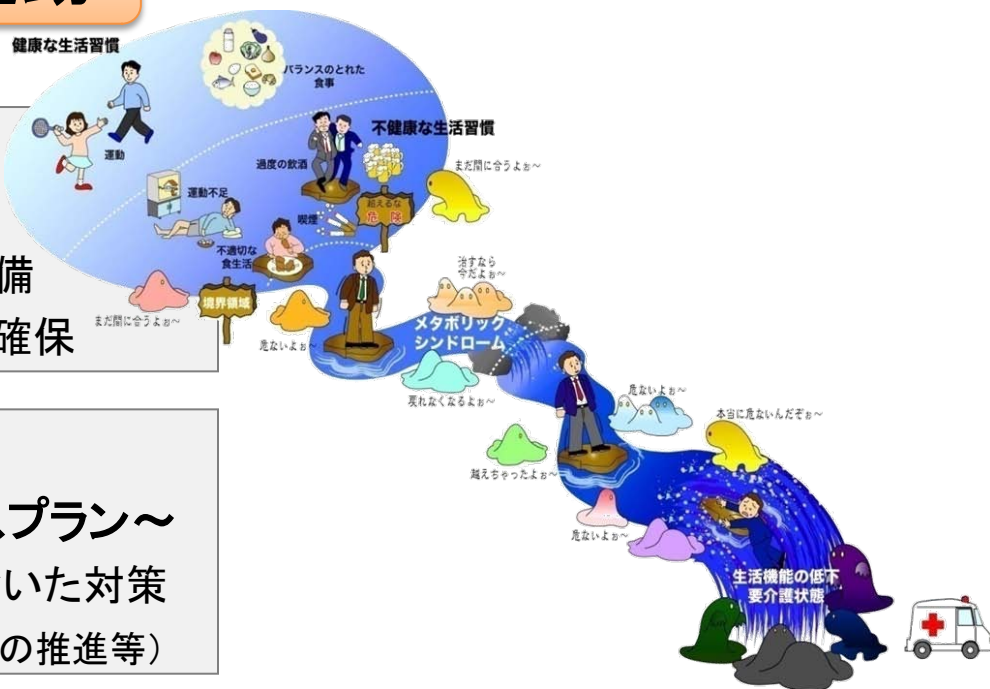 健康な生活習慣
バランスのとれた
食事
運動
不健康な生活習慣
過度の飲酒
まだ間に合うよぉ～
運動不足
超えるな
危険
喫煙
不適切な
食生活
境界領域
まだ間に合うよぉ～
危ないよぉ～
治すなら
今だよぉ～
メタボリック
シンドローム
戻れなくなるよぉ～
危ないよぉ～
本当に危ないんだぞぉ～
越えちゃったよぉ～
危ないよぉ～
生活機能の低下
要介護状態
備
確保
プラン～
いた対策
の推進等）